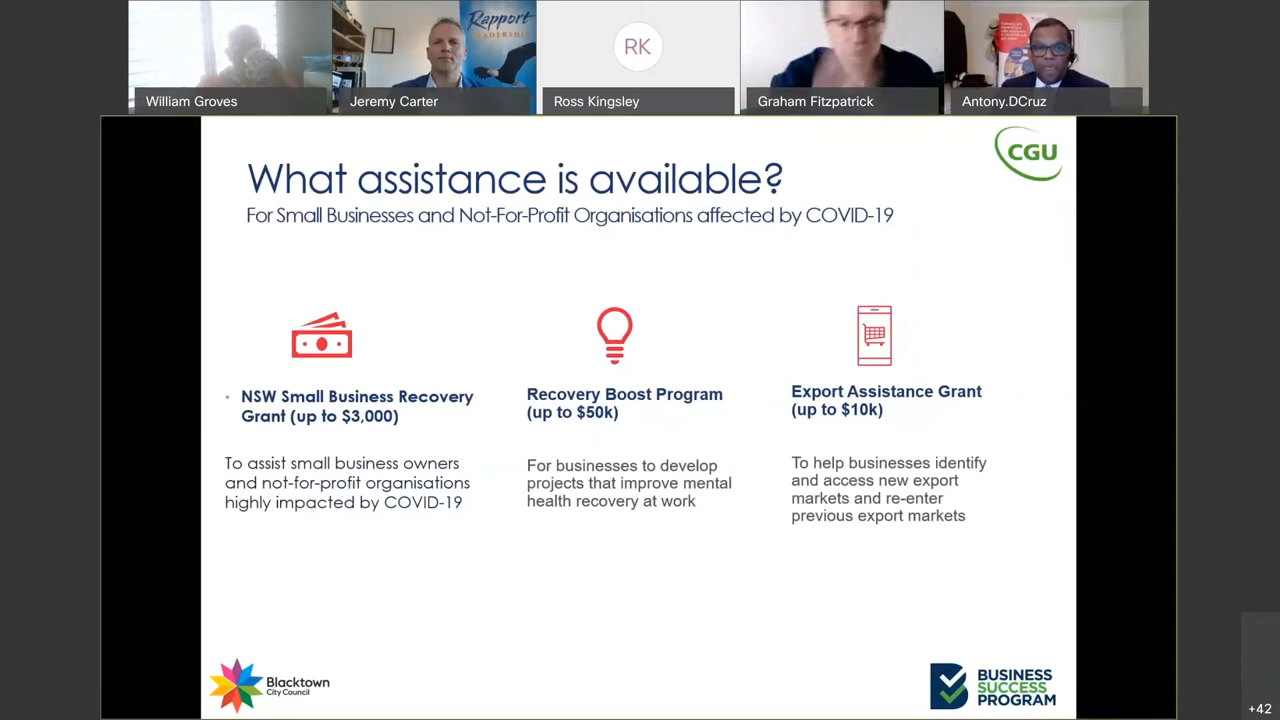 Rapport
LEADERSHIP
RK
William Groves
Jeremy Carter
Ross Kingsley
Graham Fitzpatrick
Antony.DCruz
CGU
What assistance is available?
For Small Businesses and Not-For-Profit Organisations affected by COVID-19
• NSW Small Business Recovery
Grant (up to $3,000)
To assist small business owners
and not-for-profit organisations
highly impacted by COVID-19
Recovery Boost Program
(up to $50k)
For businesses to develop
projects that improve mental
health recovery at work
Export Assistance Grant
(up to $10k)
To help businesses identify
and access new export
markets and re-enter
previous export markets
Blacktown
City Council
BUSINESS
SUCCESS
PROGRAM
+42